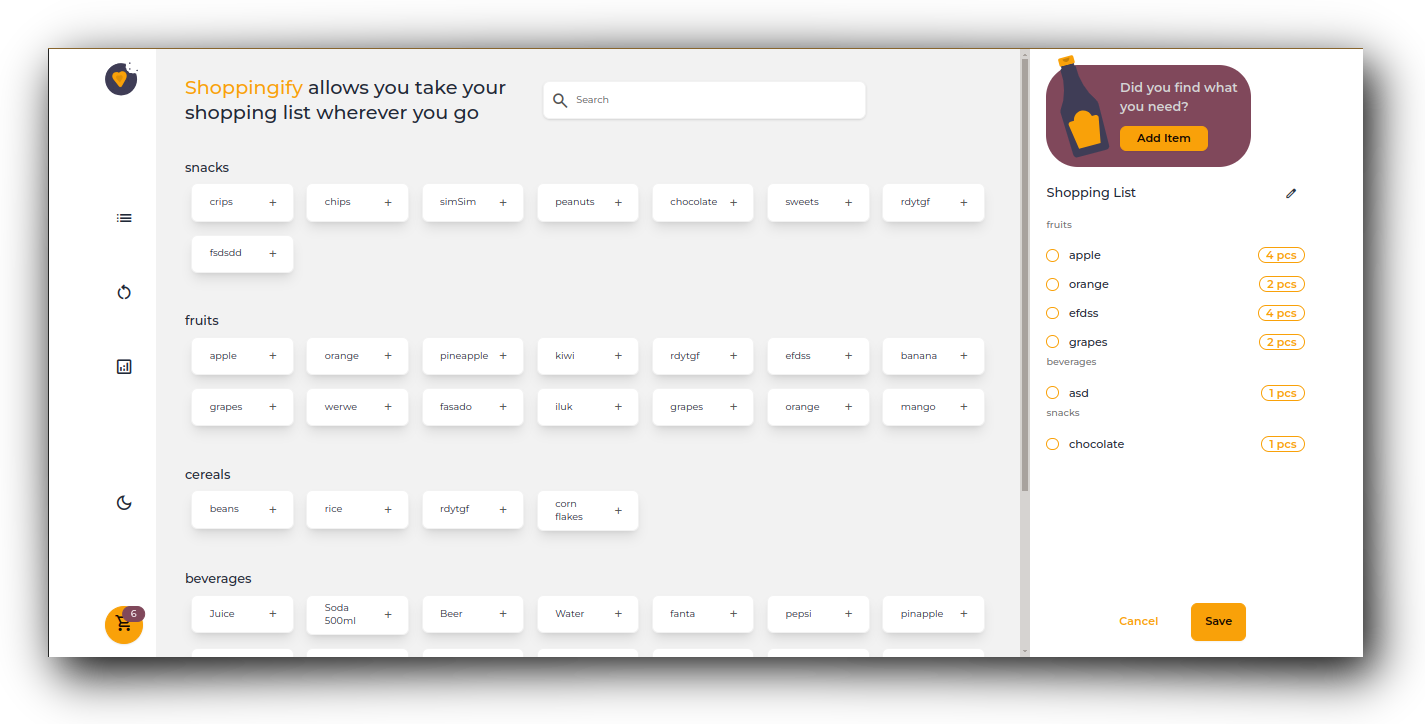 Shoppingify allows you take your
shopping list wherever you go
Search
snacks
crips +
chips +
simSim +
peanuts +
chocolate +
sweets +
rdytgf +
fsdsdd +
fruits
apple +
orange +
pineapple +
kiwi +
rdytgf +
efdss +
banana +
grapes +
werwe +
fasado +
iluk +
grapes +
orange +
mango +
cereals
beans +
rice +
rdytgf +
corn
flakes +
beverages
Juice +
Soda
500ml +
Beer +
Water +
fanta +
pepsi +
pinapple +
6
Did you find what
you need?
Add Item
Shopping List
fruits
apple 4 pcs
orange 2 pcs
efdss 4 pcs
grapes 2 pcs
beverages
asd 1 pcs
snacks
chocolate 1 pcs
Cancel
Save